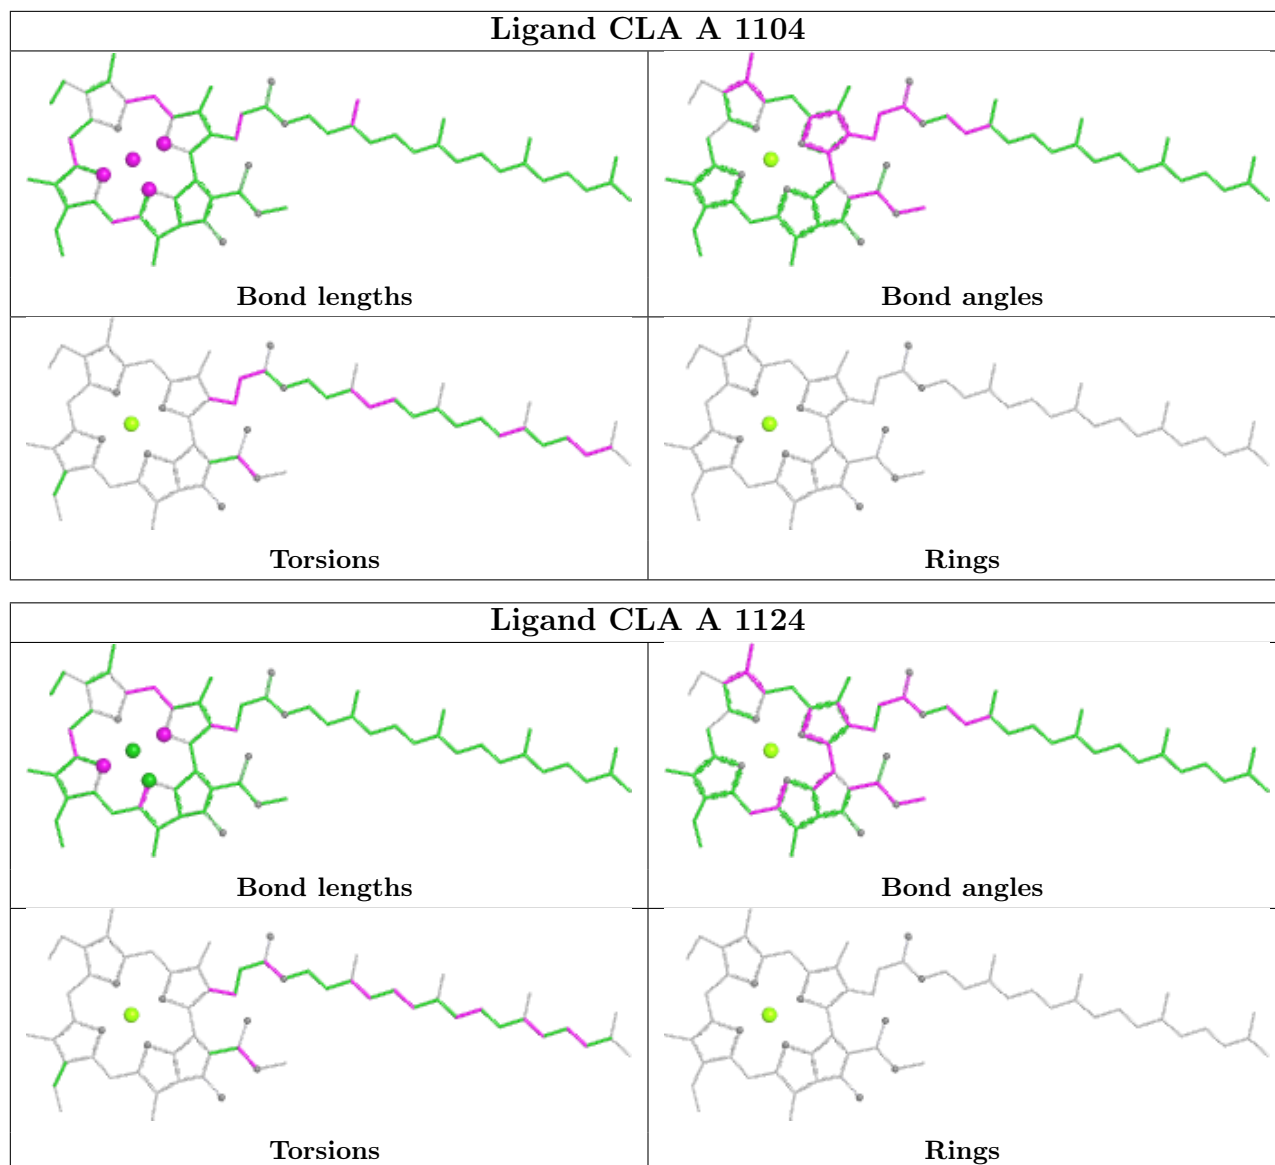 Ligand CLA A 1104
Bond lengths
Bond angles
Torsions
Rings
Ligand CLA A 1124
Bond lengths
Bond angles
Torsions
Rings